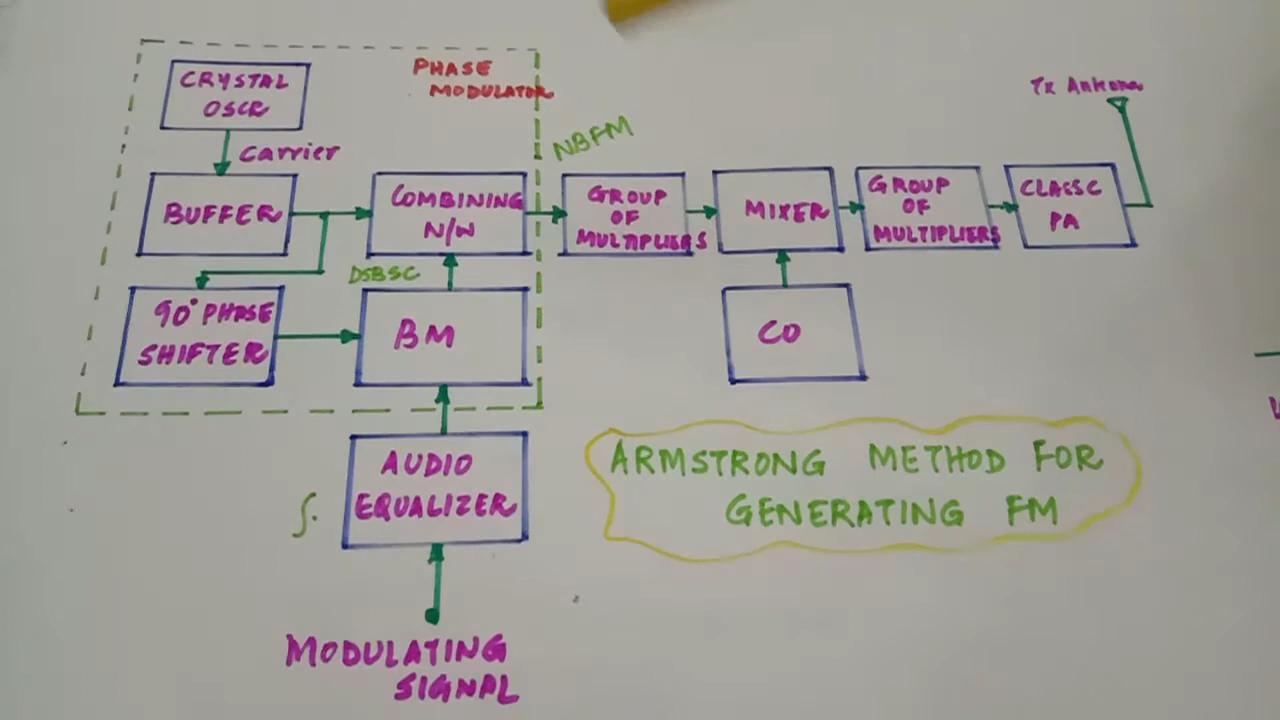 CRYSTAL
OSCR
PHASE
MODULATOR
Carrier
NBFM
Tx Antenna
BUFFER
COMBINING
N/W
GROUP
OF
MULTIPLIERS
MIXER
GROUP
OF
MULTIPLIERS
CLASS C
PA
DSBSC
90° PHASE
SHIFTER
BM
CO
AUDIO
EQUALIZER
∫.
ARMSTRONG METHOD FOR
GENERATING FM
MODULATING
SIGNAL